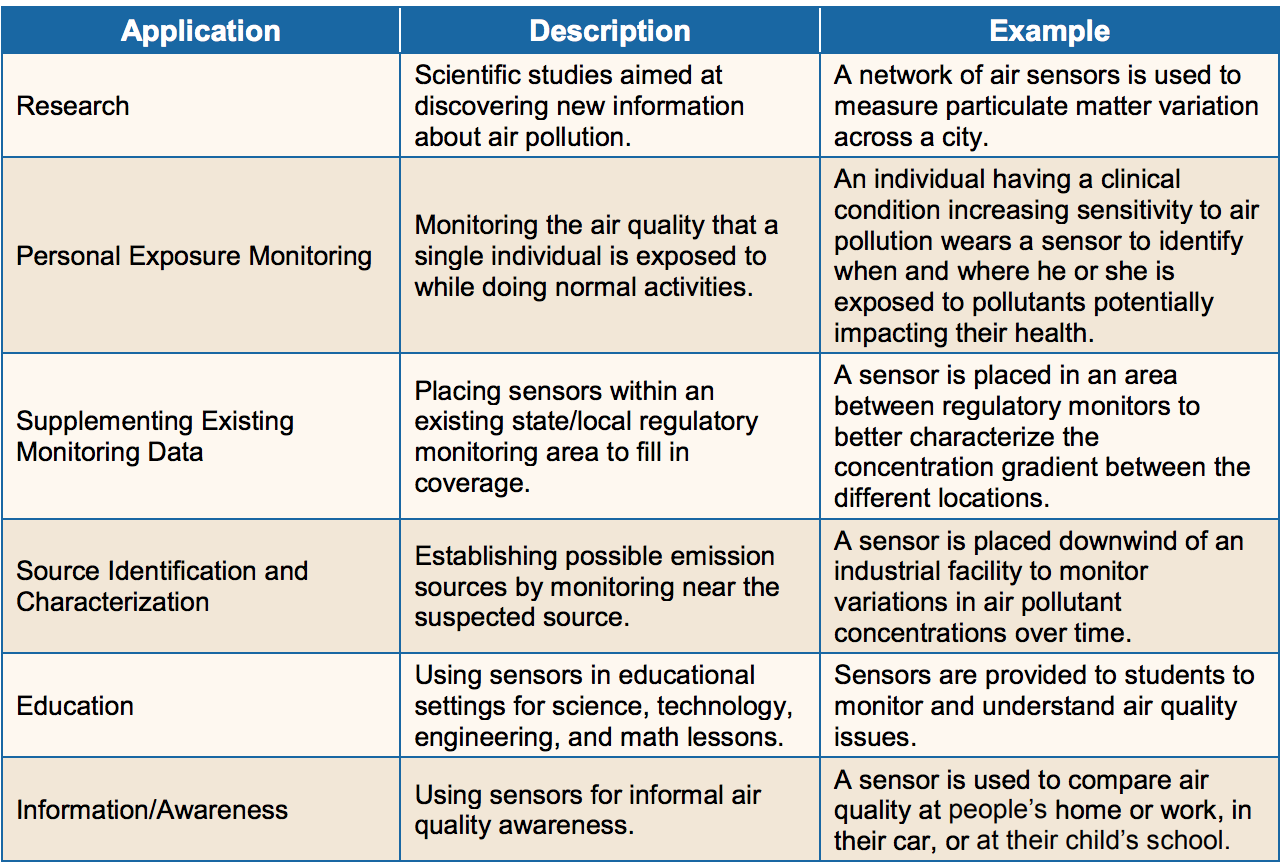 Application Description Example
Research
Scientific studies aimed at
discovering new information
about air pollution.
A network of air sensors is used to
measure particulate matter variation
across a city.
Personal Exposure Monitoring
Monitoring the air quality that a
single individual is exposed to
while doing normal activities.
An individual having a clinical
condition increasing sensitivity to air
pollution wears a sensor to identify
when and where he or she is
exposed to pollutants potentially
impacting their health.
Supplementing Existing
Monitoring Data
Placing sensors within an
existing state/local regulatory
monitoring area to fill in
coverage.
A sensor is placed in an area
between regulatory monitors to
better characterize the
concentration gradient between the
different locations.
Source Identification and
Characterization
Establishing possible emission
sources by monitoring near the
suspected source.
A sensor is placed downwind of an
industrial facility to monitor
variations in air pollutant
concentrations over time.
Education
Using sensors in educational
settings for science, technology,
engineering, and math lessons.
Sensors are provided to students to
monitor and understand air quality
issues.
Information/Awareness
Using sensors for informal air
quality awareness.
A sensor is used to compare air
quality at people’s home or work, in
their car, or at their child’s school.